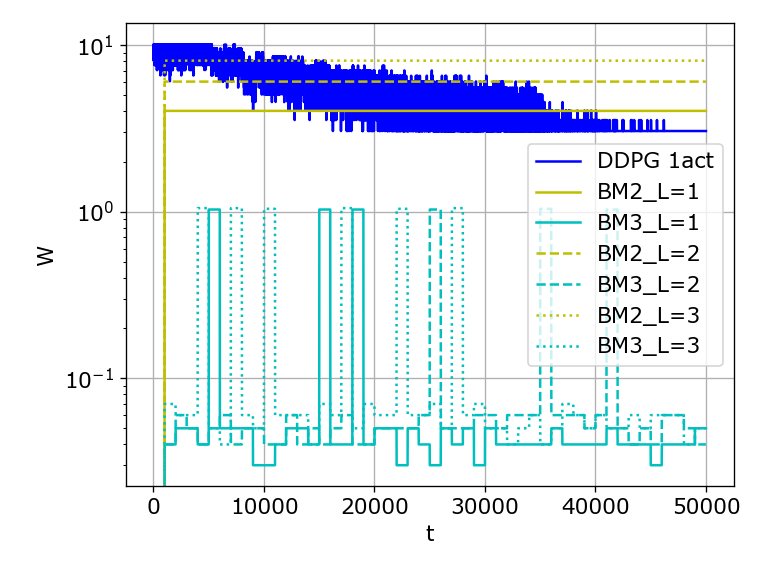 10¹
10⁰
10⁻¹
W
DDPG 1act
BM2_L=1
BM3_L=1
BM2_L=2
BM3_L=2
BM2_L=3
BM3_L=3
0 10000 20000 30000 40000 50000
t